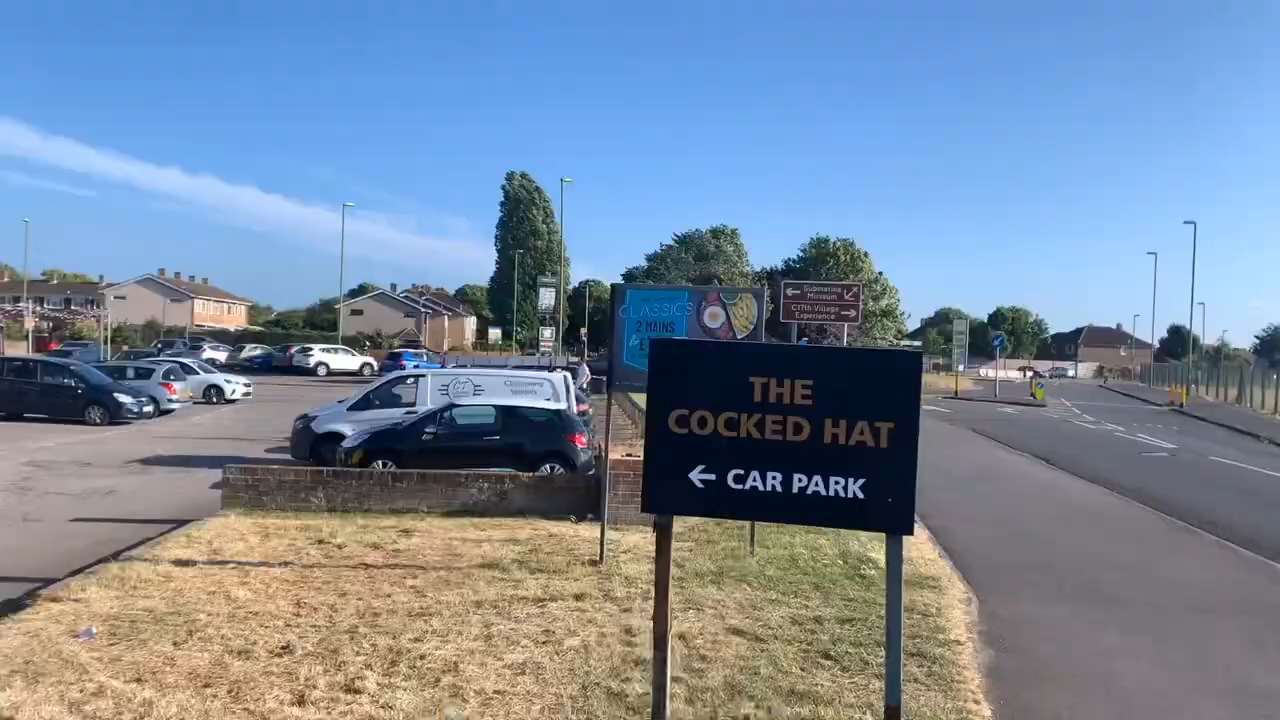 THE
COCKED HAT
← CAR PARK
CLASSICS
2 MAINS
Submarine
Museum
C17th Village
Experience